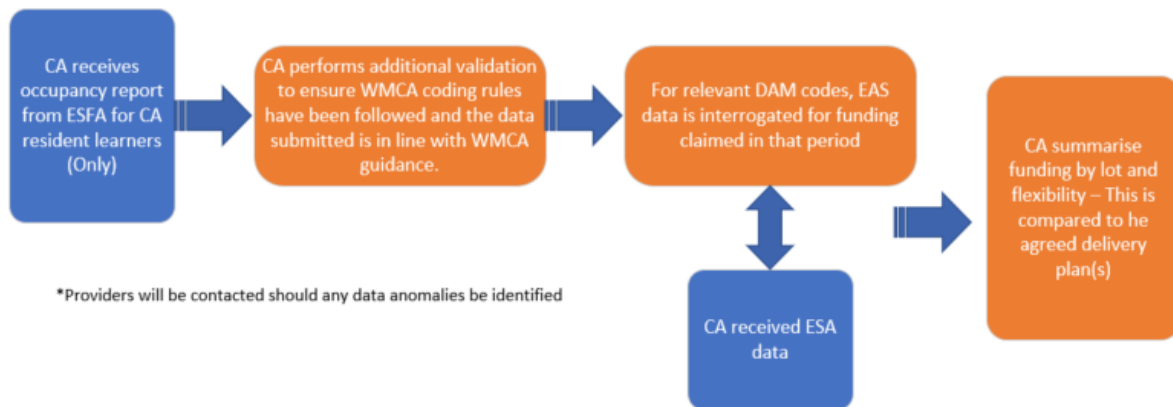 CA receives
occupancy report
from ESFA for CA
resident learners
(Only)
CA performs additional validation
to ensure WMCA coding rules
have been followed and the data
submitted is in line with WMCA
guidance.
For relevant DAM codes, EAS
data is interrogated for funding
claimed in that period
CA summarise
funding by lot and
flexibility – This is
compared to he
agreed delivery
plan(s)
*Providers will be contacted should any data anomalies be identified
CA received ESA
data